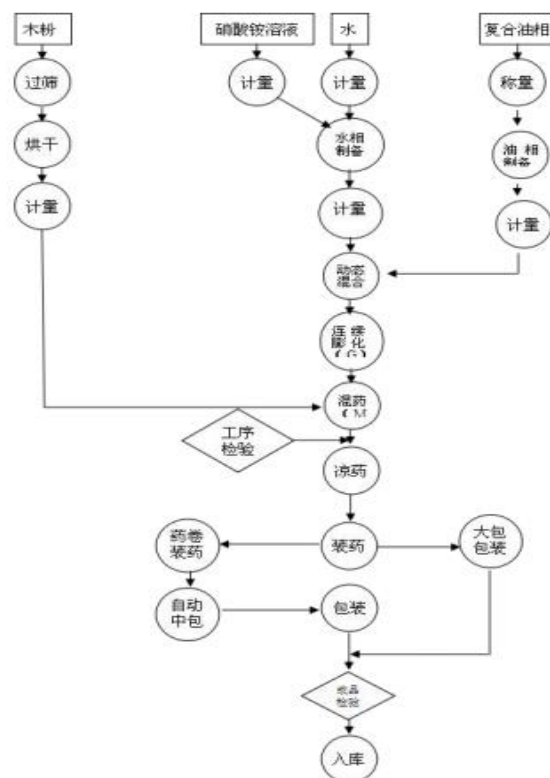 木粉
硝酸铵溶液
水
复合油相
过筛
计量
计量
称量
烘干
水相
制备
油 相
制备
计量
计量
计量
动态
混合
连续
膨化
(G)
混药
(M
工序
检验
凉药
药卷
装药
装药
大包
包装
自动
中包
包装
成品
检验
入库